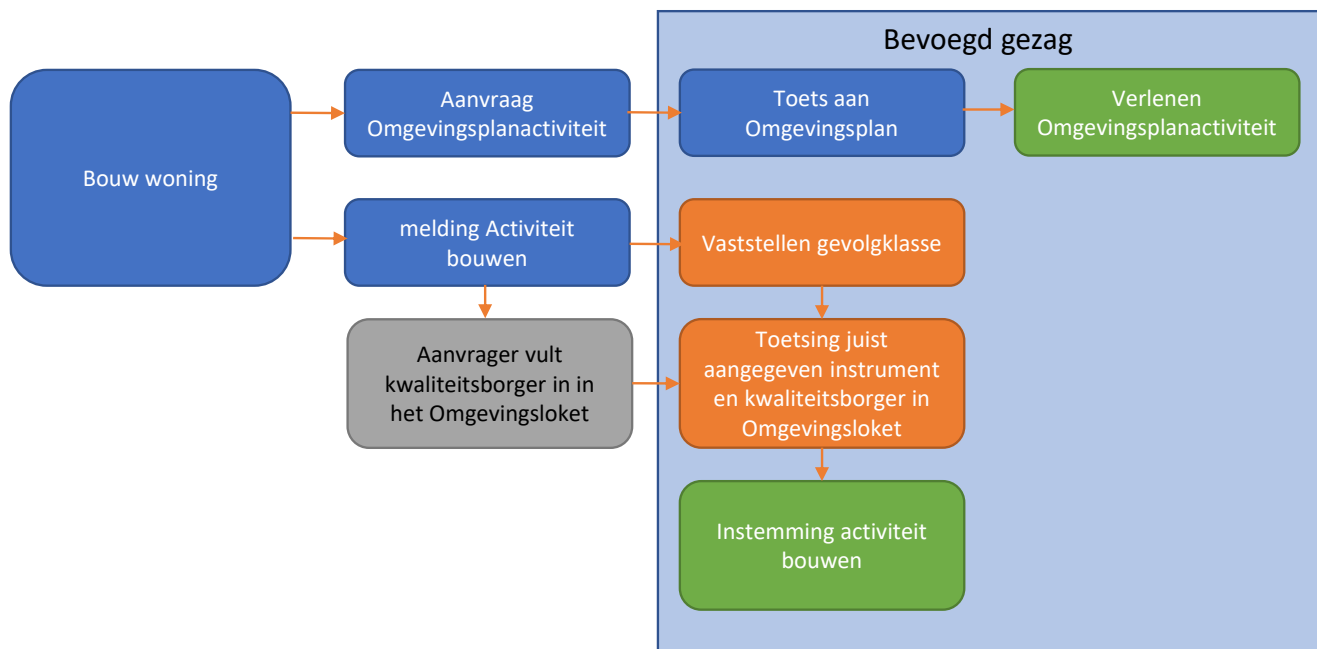 Bevoegd gezag
Bouw woning
Aanvraag
Omgevingsplanactiviteit
Toets aan
Omgevingsplan
Verlenen
Omgevingsplanactiviteit
melding Activiteit
bouwen
Vaststellen gevolgklasse
Aanvrager vult
kwaliteitsborger in in
het Omgevingsloket
Toetsing juist
aangegeven instrument
en kwaliteitsborger in
Omgevingsloket
Instemming activiteit
bouwen